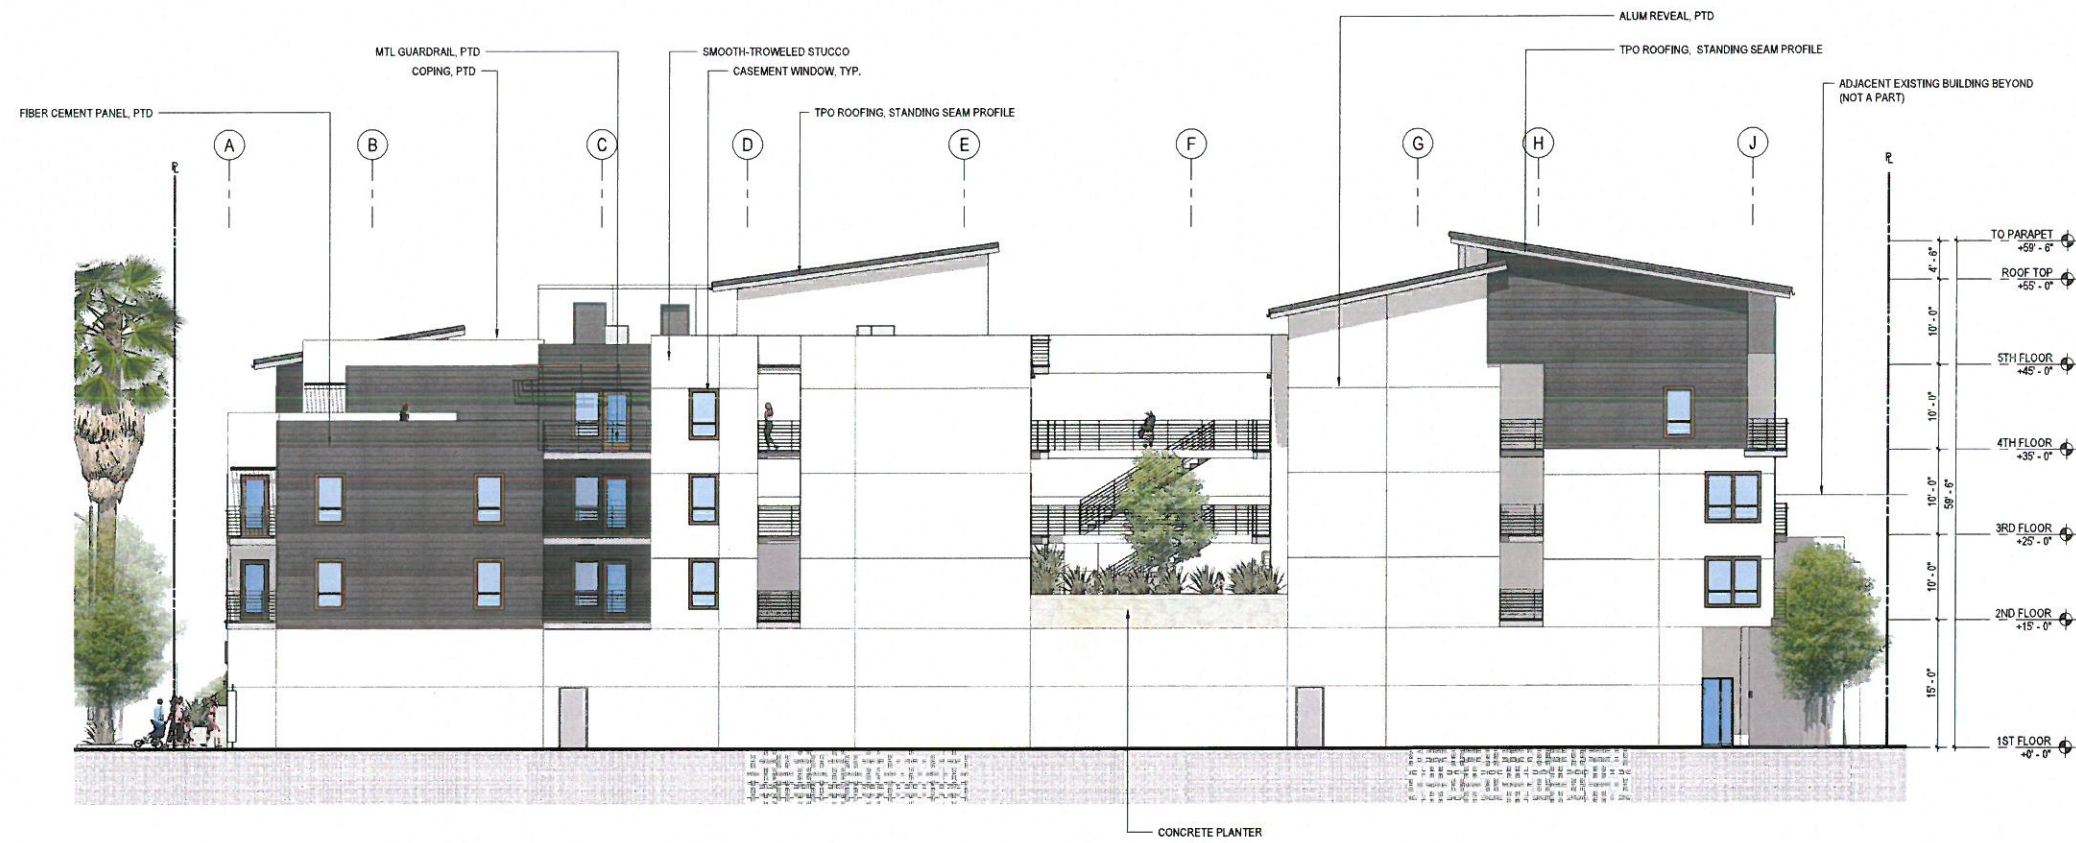 ALUM REVEAL, PTD
MTL GUARDRAIL, PTD
SMOOTH-TROWELED STUCCO
TPO ROOFING, STANDING SEAM PROFILE
COPING, PTD
CASEMENT WINDOW, TYP.
ADJACENT EXISTING BUILDING BEYOND
(NOT A PART)
FIBER CEMENT PANEL, PTD
TPO ROOFING, STANDING SEAM PROFILE
A
B
C
D
E
F
G
H
J
PL
PL
TO PARAPET
+59' - 6"
4' - 6"
ROOF TOP
+55' - 0"
10' - 0"
5TH FLOOR
+45' - 0"
10' - 0"
4TH FLOOR
+35' - 0"
10' - 0"
59' - 6"
3RD FLOOR
+25' - 0"
10' - 0"
2ND FLOOR
+15' - 0"
15' - 0"
1ST FLOOR
+0' - 0"
CONCRETE PLANTER